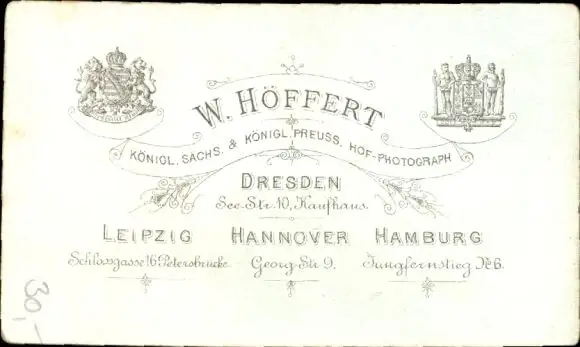 W. HÖFFERT
KÖNIGL. SACHS. & KÖNIGL. PREUSS. HOF-PHOTOGRAPH
DRESDEN
See-Str. 10, Kaufhaus.
LEIPZIG HANNOVER HAMBURG
Schlossgasse 16 Petersbrücke Georg-Str 9. Jungfernstieg No 6.
30,-